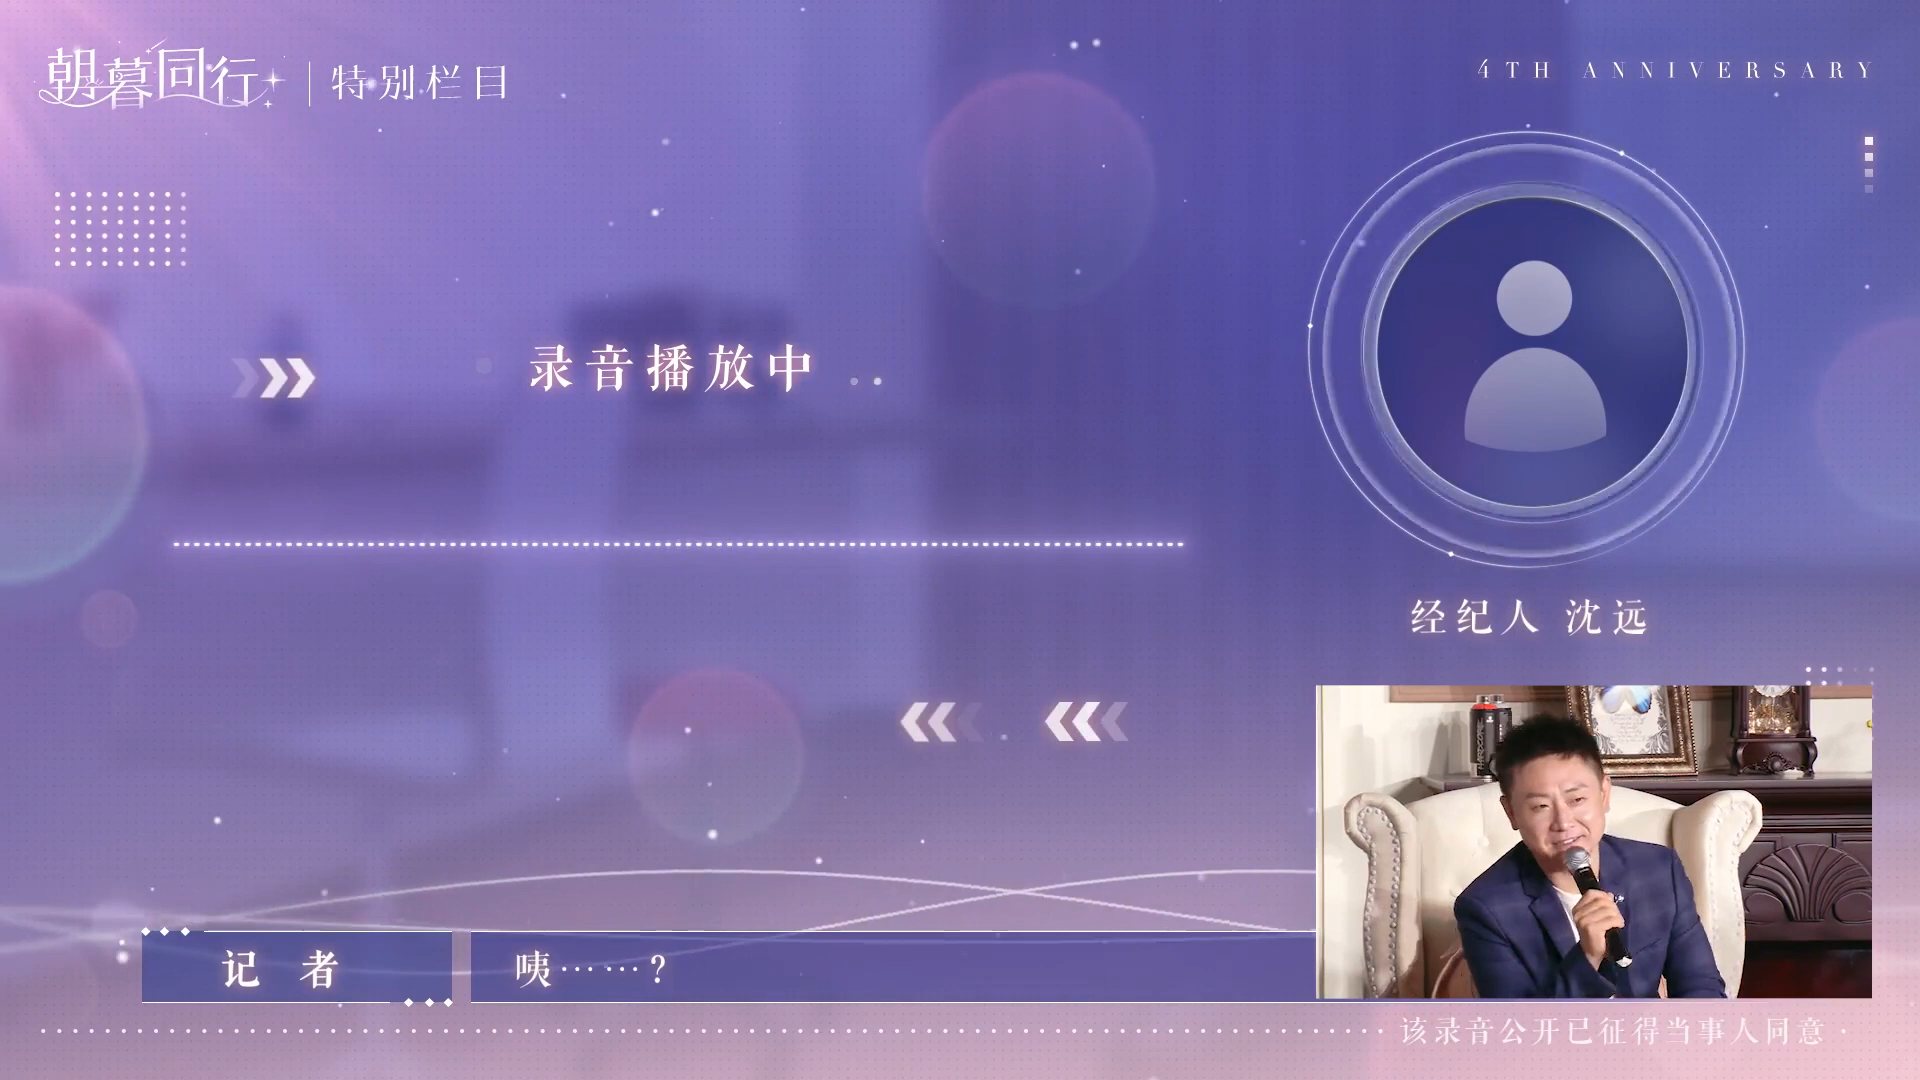 朝暮同行 | 特别栏目
4TH ANNIVERSARY
录音播放中
经纪人 沈远
记者
咦……?
该录音公开已征得当事人同意